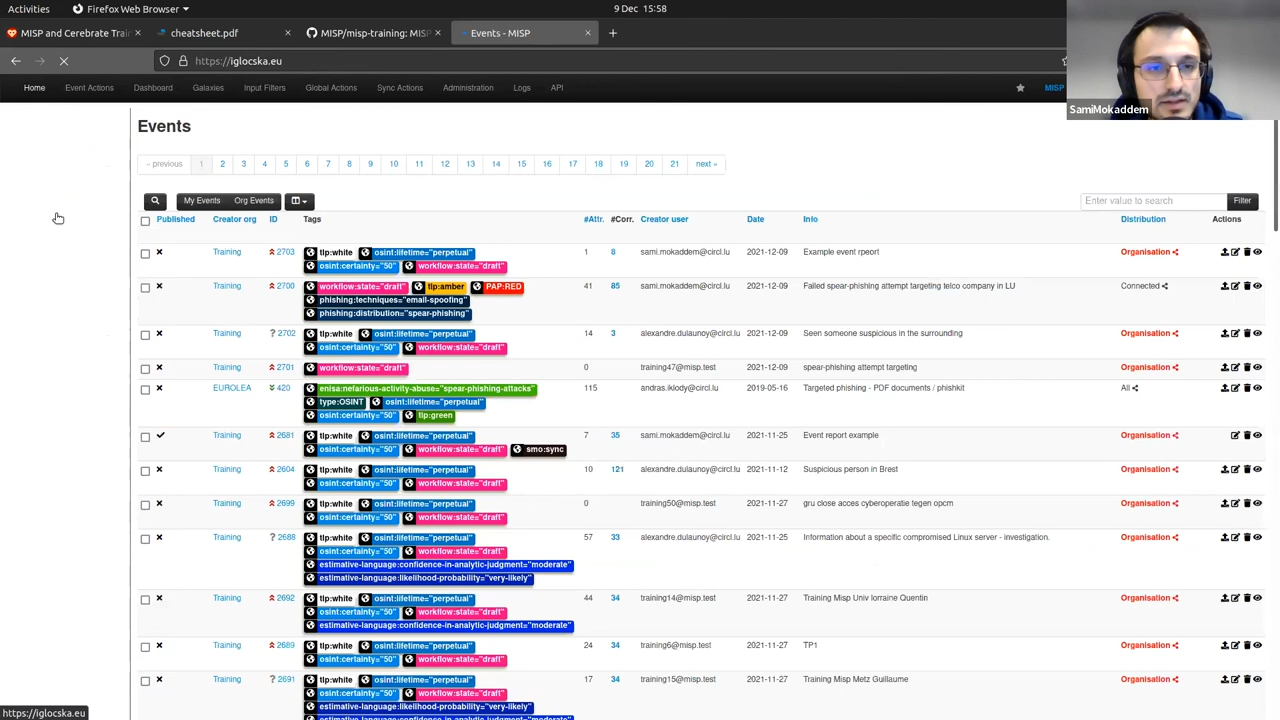 Activities Firefox Web Browser 9 Dec 15:58
MISP and Cerebrate Trai × cheatsheet.pdf × MISP/misp-training: MIS × Events - MISP × +
https://iglocska.eu
Home Event Actions Dashboard Galaxies Input Filters Global Actions Sync Actions Administration Logs API MISP
SamiMokaddem
Events
« previous 1 2 3 4 5 6 7 8 9 10 11 12 13 14 15 16 17 18 19 20 21 next »
My Events Org Events Enter value to search Filter
Published Creator org ID Tags #Attr. #Corr. Creator user Date Info Distribution Actions
Training 2703 tlp:white osint:lifetime="perpetual" 1 8 sami.mokaddem@circl.lu 2021-12-09 Example event rpeort Organisation
osint:certainty="50" workflow:state="draft"
Training 2700 workflow:state="draft" tlp:amber PAP:RED 41 85 sami.mokaddem@circl.lu 2021-12-09 Failed spear-phishing attempt targeting telco company in LU Connected
phishing:techniques="email-spoofing"
phishing:distribution="spear-phishing"
Training ? 2702 tlp:white osint:lifetime="perpetual" 14 3 alexandre.dulaunoy@circl.lu 2021-12-09 Seen someone suspicious in the surrounding Organisation
osint:certainty="50" workflow:state="draft"
Training 2701 workflow:state="draft" 0 training47@misp.test 2021-12-09 spear-phishing attempt targeting Organisation
EUROLEA 420 enisa:nefarious-activity-abuse="spear-phishing-attacks" 115 andras.iklody@circl.lu 2019-05-16 Targeted phishing - PDF documents / phishkit All
type:OSINT osint:lifetime="perpetual"
osint:certainty="50" tlp:green
Training 2681 tlp:white osint:lifetime="perpetual" 7 35 sami.mokaddem@circl.lu 2021-11-25 Event report example Organisation
osint:certainty="50" workflow:state="draft" smo:sync
Training 2604 tlp:white osint:lifetime="perpetual" 10 121 alexandre.dulaunoy@circl.lu 2021-11-12 Suspicious person in Brest Organisation
osint:certainty="50" workflow:state="draft"
Training 2699 tlp:white osint:lifetime="perpetual" 0 training50@misp.test 2021-11-27 gru close acces cyberoperatie tegen opcm Organisation
osint:certainty="50" workflow:state="draft"
Training ? 2688 tlp:white osint:lifetime="perpetual" 57 33 alexandre.dulaunoy@circl.lu 2021-11-25 Information about a specific compromised Linux server - investigation. Organisation
osint:certainty="50" workflow:state="draft"
estimative-language:confidence-in-analytic-judgment="moderate"
estimative-language:likelihood-probability="very-likely"
Training 2692 tlp:white osint:lifetime="perpetual" 44 34 training14@misp.test 2021-11-27 Training Misp Univ lorraine Quentin Organisation
osint:certainty="50" workflow:state="draft"
estimative-language:confidence-in-analytic-judgment="moderate"
Training 2689 tlp:white osint:lifetime="perpetual" 24 34 training6@misp.test 2021-11-27 TP1 Organisation
osint:certainty="50" workflow:state="draft"
Training ? 2691 tlp:white osint:lifetime="perpetual" 17 34 training15@misp.test 2021-11-27 Training Misp Metz Guillaume Organisation
osint:certainty="50" workflow:state="draft"
estimative-language:likelihood-probability="very-likely"
https://iglocska.eu